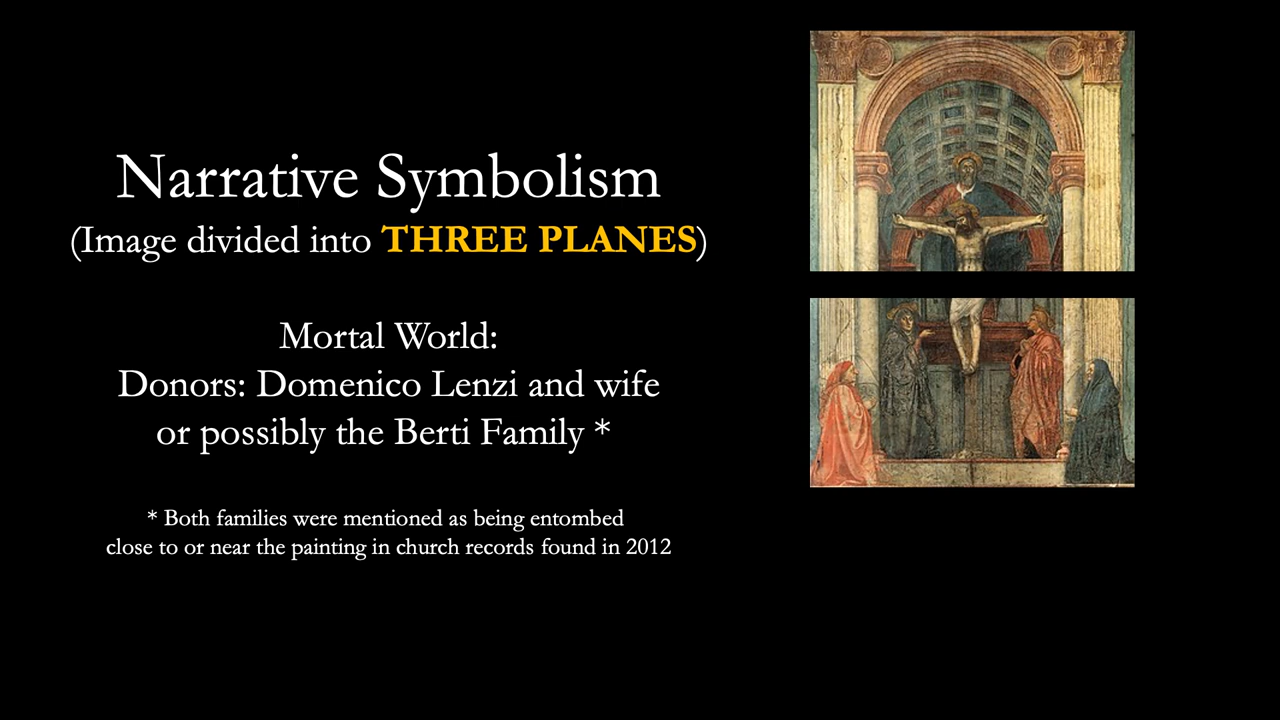 Narrative Symbolism
(Image divided into THREE PLANES)
Mortal World:
Donors: Domenico Lenzi and wife
or possibly the Berti Family *
* Both families were mentioned as being entombed
close to or near the painting in church records found in 2012